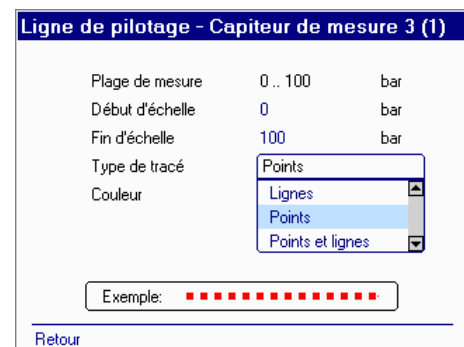 Ligne de pilotage - Capiteur de mesure 3 (1)
Plage de mesure 0 .. 100 bar
Début d'échelle 0 bar
Fin d'échelle 100 bar
Type de tracé Points
Couleur Lignes
Points
Points et lignes
Exemple:
Retour